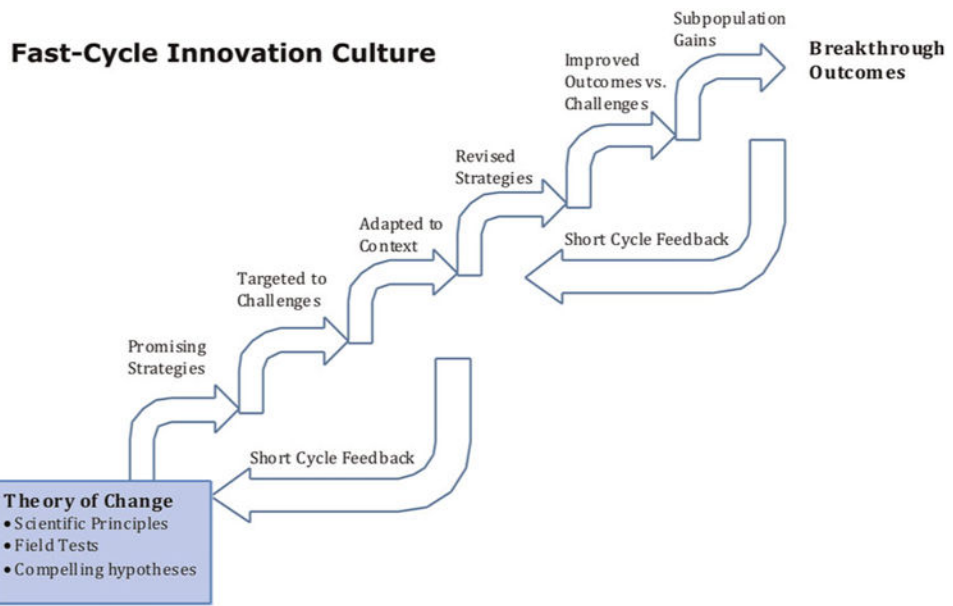 Fast-Cycle Innovation Culture
Subpopulation
Gains
Breakthrough
Outcomes
Improved
Outcomes vs.
Challenges
Revised
Strategies
Short Cycle Feedback
Adapted to
Context
Targeted to
Challenges
Promising
Strategies
Short Cycle Feedback
Theory of Change
• Scientific Principles
• Field Tests
• Compelling hypotheses